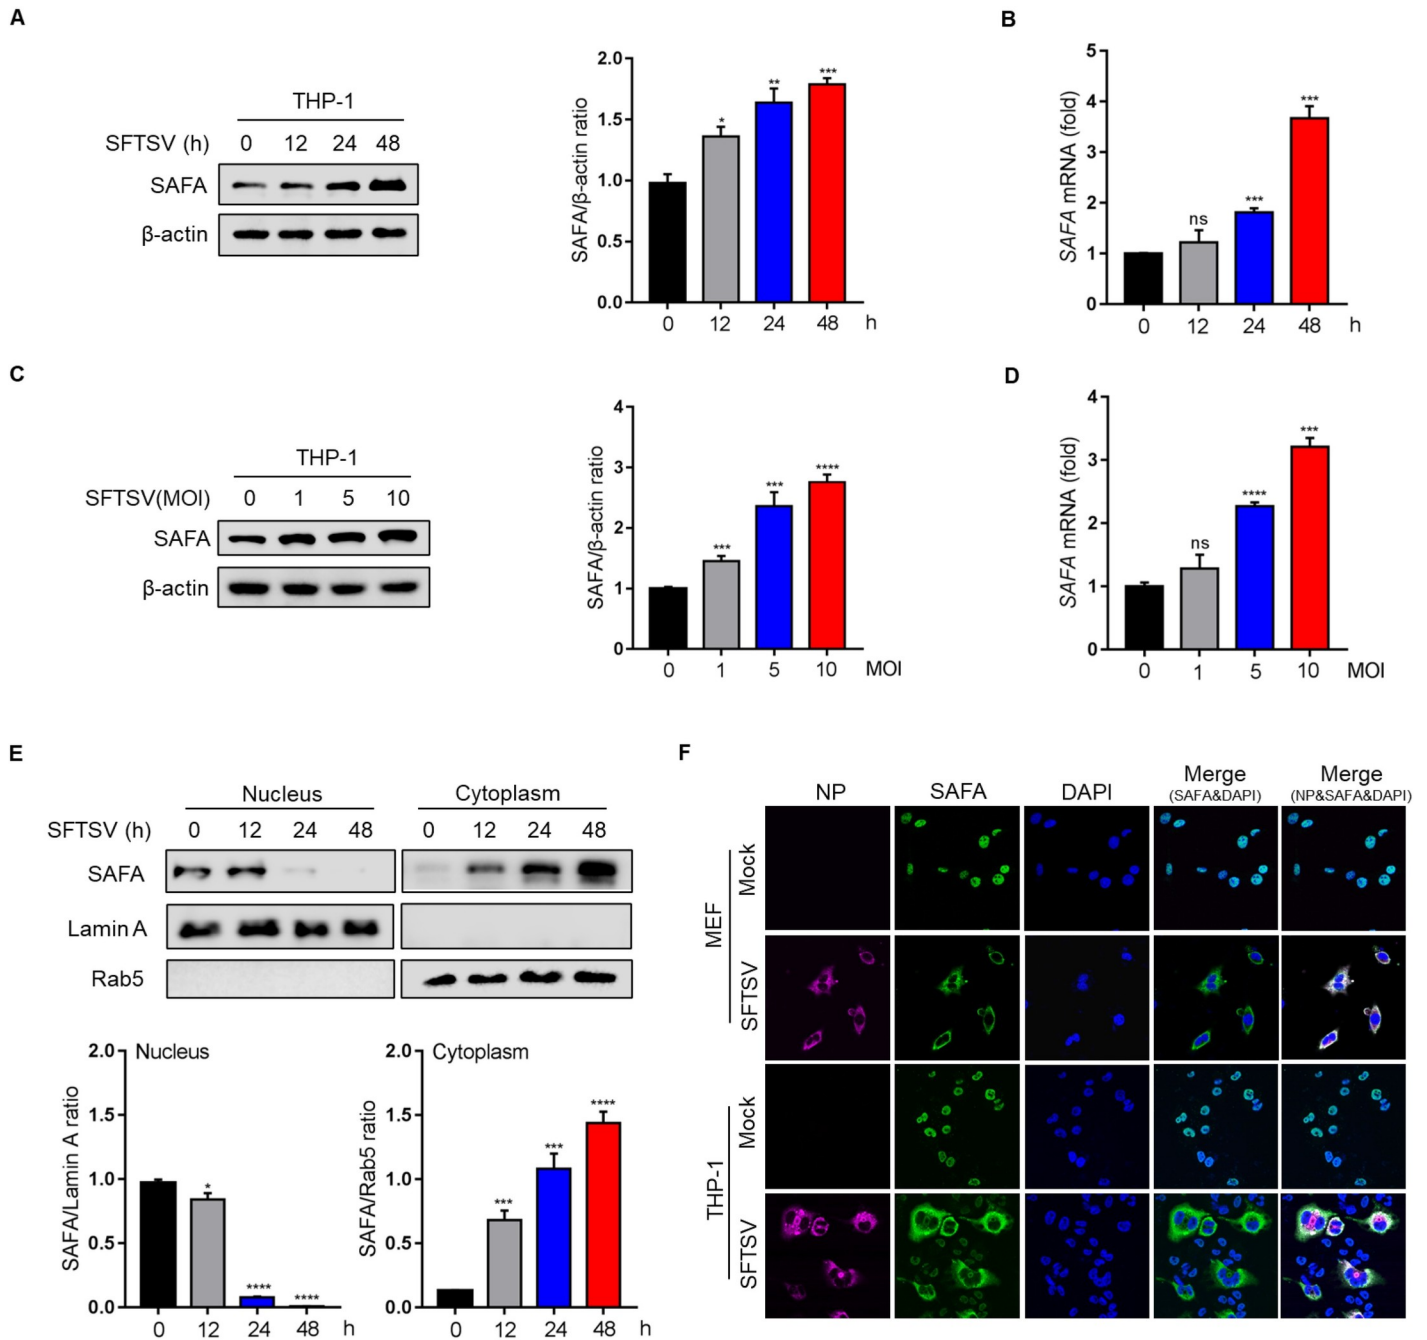 A
THP-1
SFTSV (h) 0 12 24 48
SAFA
β-actin
SAFA/β-actin ratio
2.0
1.5
1.0
0.5
0.0
* ** ***
0 12 24 48 h
B
SAFA mRNA (fold)
5
4
3
2
1
0
ns *** ***
0 12 24 48 h
C
THP-1
SFTSV(MOI) 0 1 5 10
SAFA
β-actin
SAFA/β-actin ratio
4
3
2
1
0
*** *** ****
0 1 5 10 MOI
D
SAFA mRNA (fold)
4
3
2
1
0
ns **** ***
0 1 5 10 MOI
E
Nucleus Cytoplasm
SFTSV (h) 0 12 24 48 0 12 24 48
SAFA
Lamin A
Rab5
Nucleus
SAFA/Lamin A ratio
2.0
1.5
1.0
0.5
0.0
* **** ****
0 12 24 48 h
Cytoplasm
SAFA/Rab5 ratio
2.0
1.5
1.0
0.5
0.0
*** *** ****
0 12 24 48 h
F
NP SAFA DAPI Merge Merge
(SAFA&DAPI) (NP&SAFA&DAPI)
MEF
Mock
SFTSV
THP-1
Mock
SFTSV